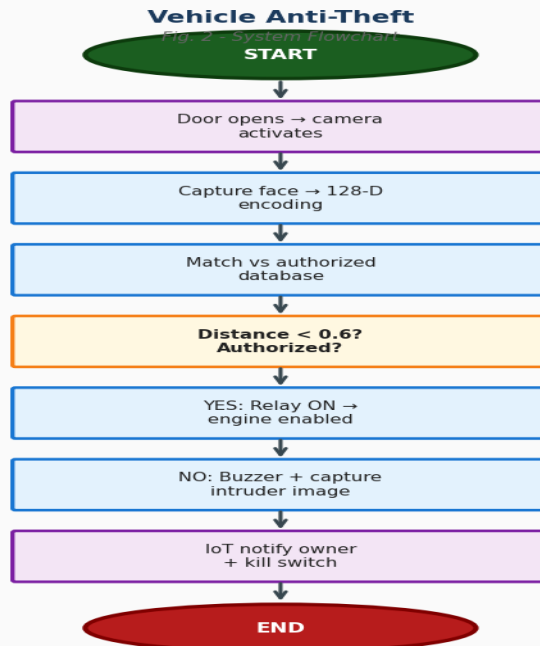 Vehicle Anti-Theft
Fig. 2 - System Flowchart
START
Door opens → camera
activates
Capture face → 128-D
encoding
Match vs authorized
database
Distance < 0.6?
Authorized?
YES: Relay ON →
engine enabled
NO: Buzzer + capture
intruder image
IoT notify owner
+ kill switch
END